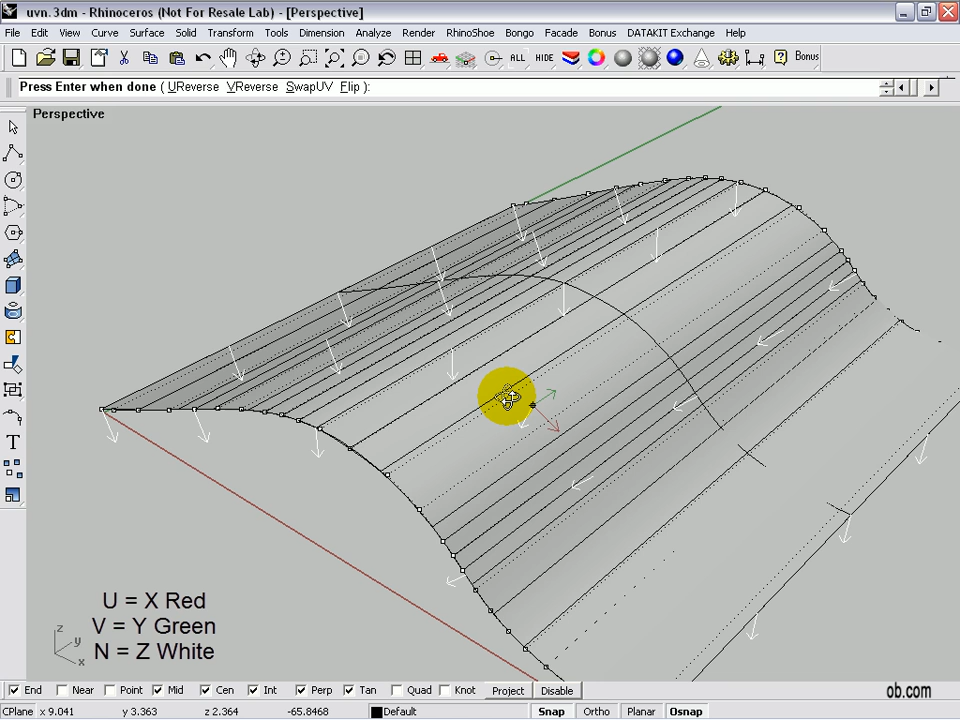 uvn.3dm - Rhinoceros (Not For Resale Lab) - [Perspective]
File Edit View Curve Surface Solid Transform Tools Dimension Analyze Render RhinoShoe Bongo Facade Bonus DATAKIT Exchange Help
ALL HIDE Bonus
Press Enter when done ( UReverse VReverse SwapUV Flip ):
Perspective
T
U = X Red
V = Y Green
N = Z White
z
y
x
End Near Point Mid Cen Int Perp Tan Quad Knot Project Disable
ob.com
CPlane x 9.041 y 3.363 z 2.364 -65.8468 Default Snap Ortho Planar Osnap